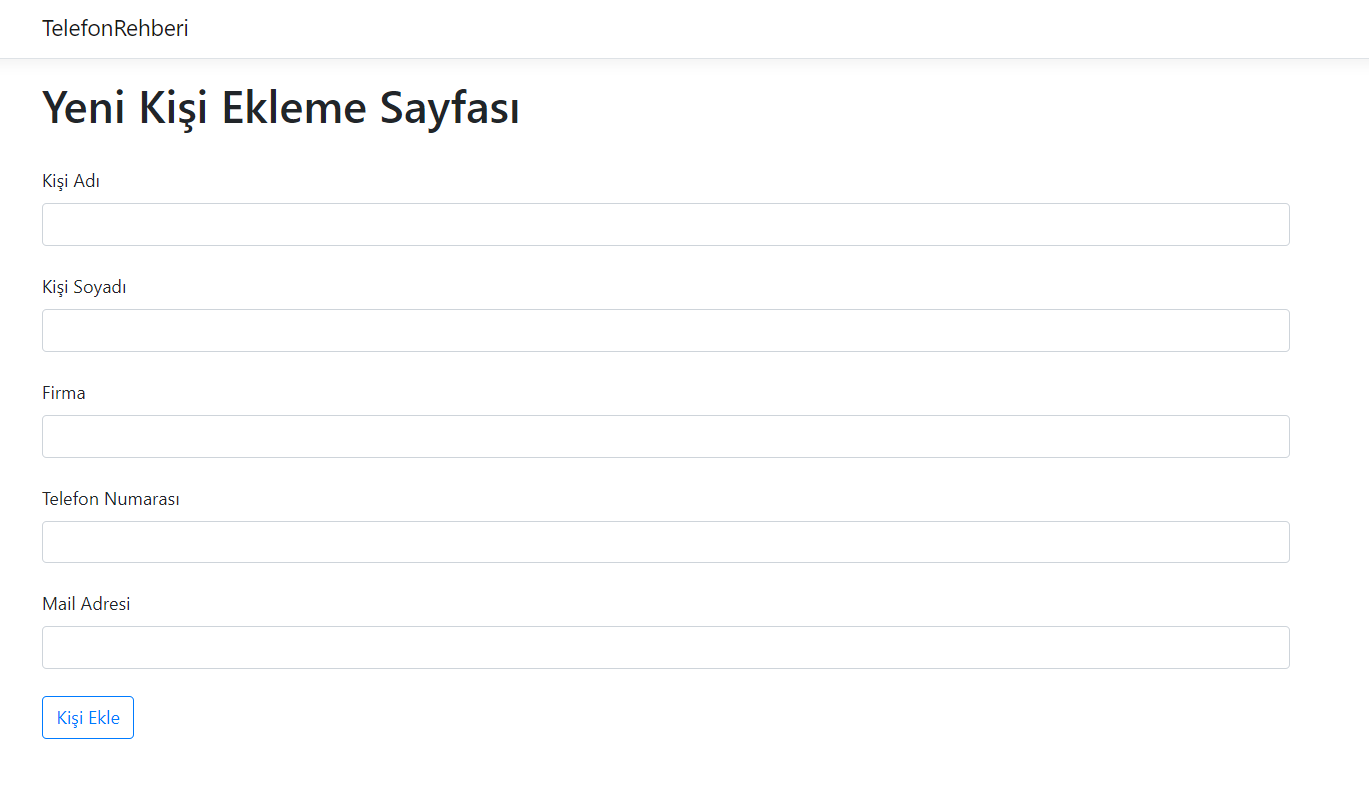 TelefonRehberi
Yeni Kişi Ekleme Sayfası
Kişi Adı
Kişi Soyadı
Firma
Telefon Numarası
Mail Adresi
Kişi Ekle